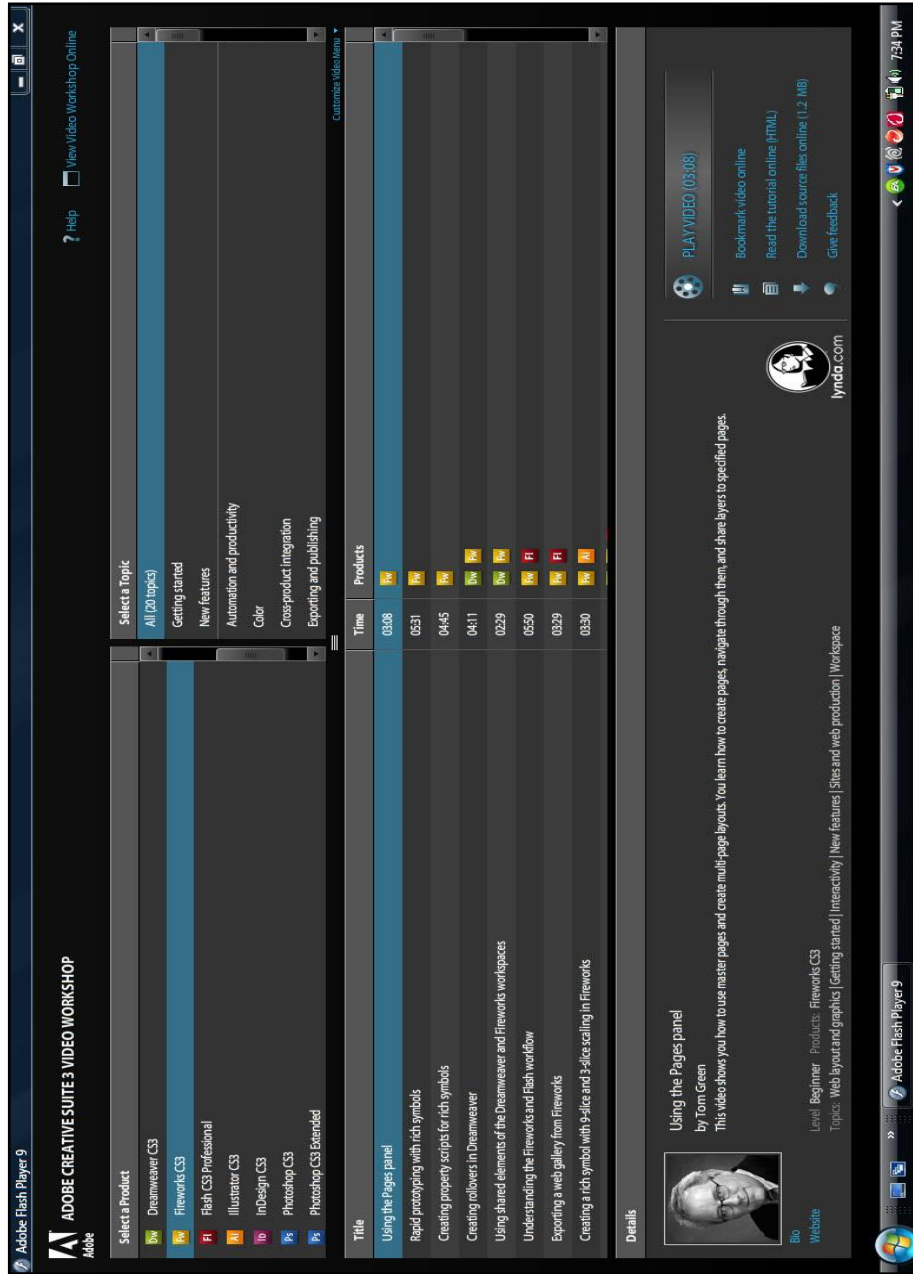 Adobe Flash Player 9
Adobe
ADOBE CREATIVE SUITE 3 VIDEO WORKSHOP
? Help
View Video Workshop Online
Select a Product
Dw Dreamweaver CS3
Fw Fireworks CS3
Fl Flash CS3 Professional
Ai Illustrator CS3
ID InDesign CS3
Ps Photoshop CS3
Ps Photoshop CS3 Extended
Select a Topic
All (20 topics)
Getting started
New features
Automation and productivity
Color
Cross-product integration
Exporting and publishing
Customize Video Menu
Title Time Products
Using the Pages panel 03:08 Fw
Rapid prototyping with rich symbols 05:31 Fw
Creating property scripts for rich symbols 04:45 Fw
Creating rollovers in Dreamweaver 04:11 Dw Fw
Using shared elements of the Dreamweaver and Fireworks workspaces 02:29 Dw Fw
Understanding the Fireworks and Flash workflow 05:50 Fw Fl
Exporting a web gallery from Fireworks 03:29 Fw Fl
Creating a rich symbol with 9-slice and 3-slice scaling in Fireworks 03:30 Fw Ai
Details
Using the Pages panel
by Tom Green
This video shows you how to use master pages and create multi-page layouts. You learn how to create pages, navigate through them, and share layers to specified pages.
Bio
Website
Level Beginner Products: Fireworks CS3
Topics: Web layout and graphics | Getting started | Interactivity | New features | Sites and web production | Workspace
lynda.com
PLAY VIDEO (03:08)
Bookmark video online
Read the tutorial online (HTML)
Download source files online (1.2 MB)
Give feedback
Adobe Flash Player 9
7:34 PM